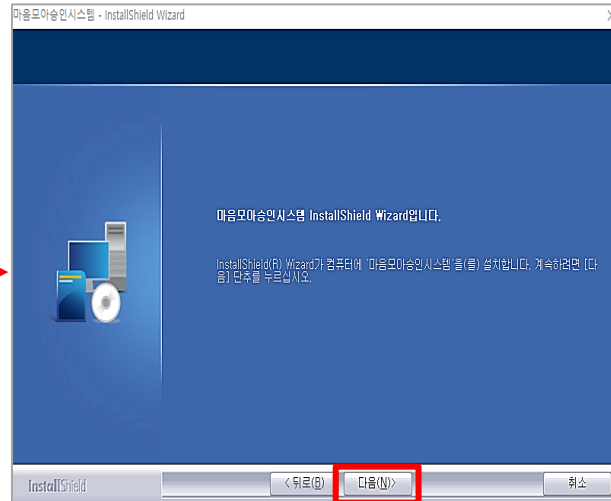 마음모아승인시스템 - InstallShield Wizard
마음모아승인시스템 InstallShield Wizard입니다.
InstallShield(R) Wizard가 컴퓨터에 '마음모아승인시스템'을(를) 설치합니다. 계속하려면 [다
음] 단추를 누르십시오.
InstallShield
< 뒤로(B)
다음(N)>
취소